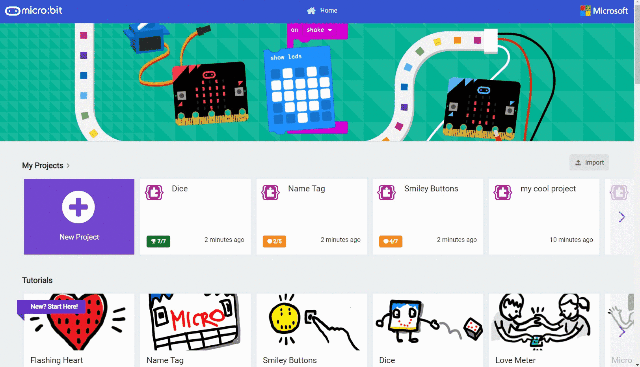 micro:bit
Home
Microsoft
on shake
show leds
My Projects
Import
New Project
Dice
7/7
2 minutes ago
Name Tag
2/5
2 minutes ago
Smiley Buttons
4/7
2 minutes ago
my cool project
10 minutes ago
Tutorials
New? Start Here!
MICRO
Flashing Heart
Name Tag
Smiley Buttons
Dice
Love Meter
Micro